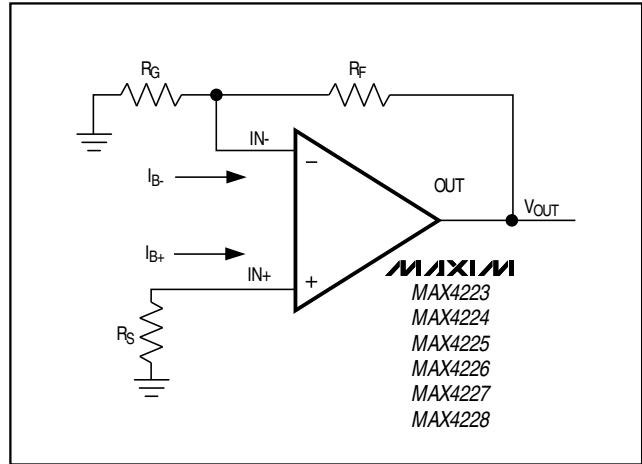 RG
RF
IN-
−
IB-
OUT
VOUT
IB+
IN+
+
RS
MAXIM
MAX4223
MAX4224
MAX4225
MAX4226
MAX4227
MAX4228